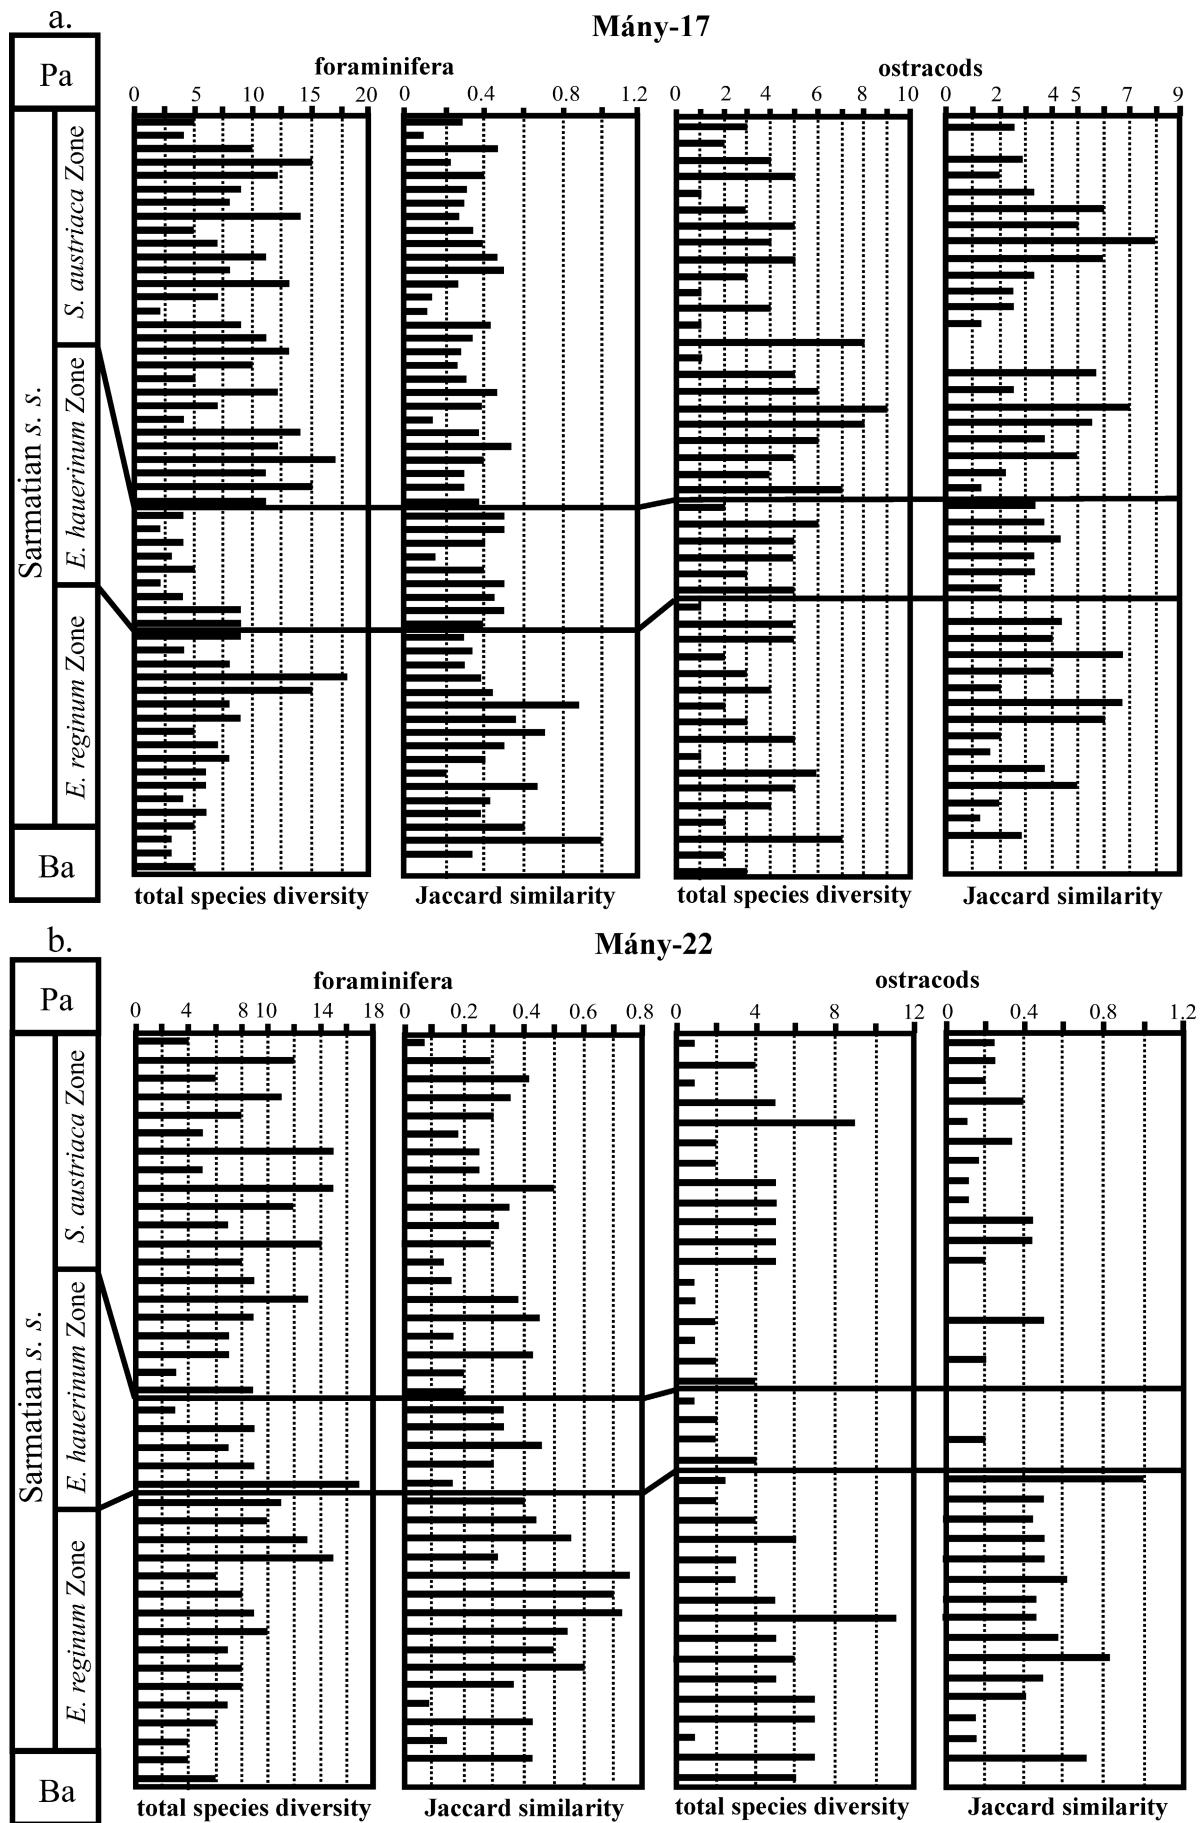 a.
Mány-17
foraminifera
ostracods
Pa
0 5 10 15 20
0 0.4 0.8 1.2
0 2 4 6 8 10
0 2 4 5 7 9
Sarmatian s. s.
S. austriaca Zone
E. hauerinum Zone
E. reginum Zone
Ba
total species diversity
Jaccard similarity
total species diversity
Jaccard similarity
b.
Mány-22
foraminifera
ostracods
Pa
0 4 8 10 14 18
0 0.2 0.4 0.6 0.8
0 4 8 12
0 0.4 0.8 1.2
Sarmatian s. s.
S. austriaca Zone
E. hauerinum Zone
E. reginum Zone
Ba
total species diversity
Jaccard similarity
total species diversity
Jaccard similarity